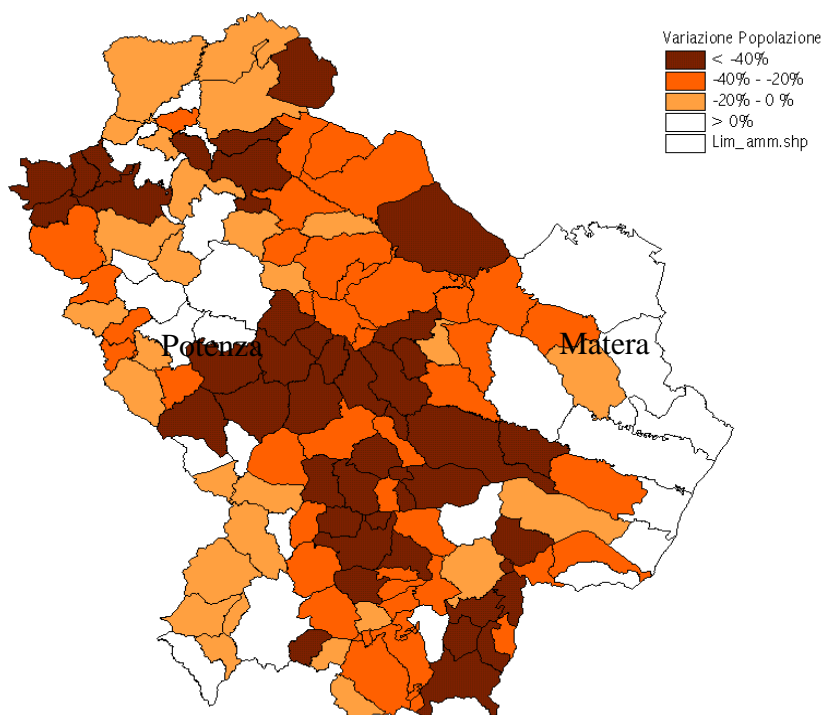 Variazione Popolazione
< -40%
-40% - -20%
-20% - 0 %
> 0%
Lim_amm.shp
Potenza
Matera